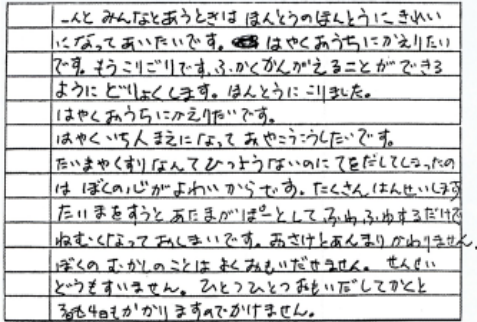 んと みんなとあうときは ほんとうのほんとうに、きれい
になってあいたいです。 はやくおうちにかえりたい
です。もうこりごりです。ふかくかんがえることができる
ように どりょくします。ほんとうに こりました。
はやくおうちにかえりたいです。
はやく いち人まえになって おやこうこうしたいです。
たいまやくすりなんて ひつようないのに てをだしてしまったの
は ぼくの心が よわい からです。たくさん はんせいします
たいまをすうと あたまが ぱーとして、ふわふわするだけで
ねむくなって おしまいです。おさけと あんまり かわりません、
ぼくの むかしのことは よく おもいだせません。 せんせい
どうもすいません。 ひとつひとつ おもいだして かくと
も4日も かかりますので かけません。